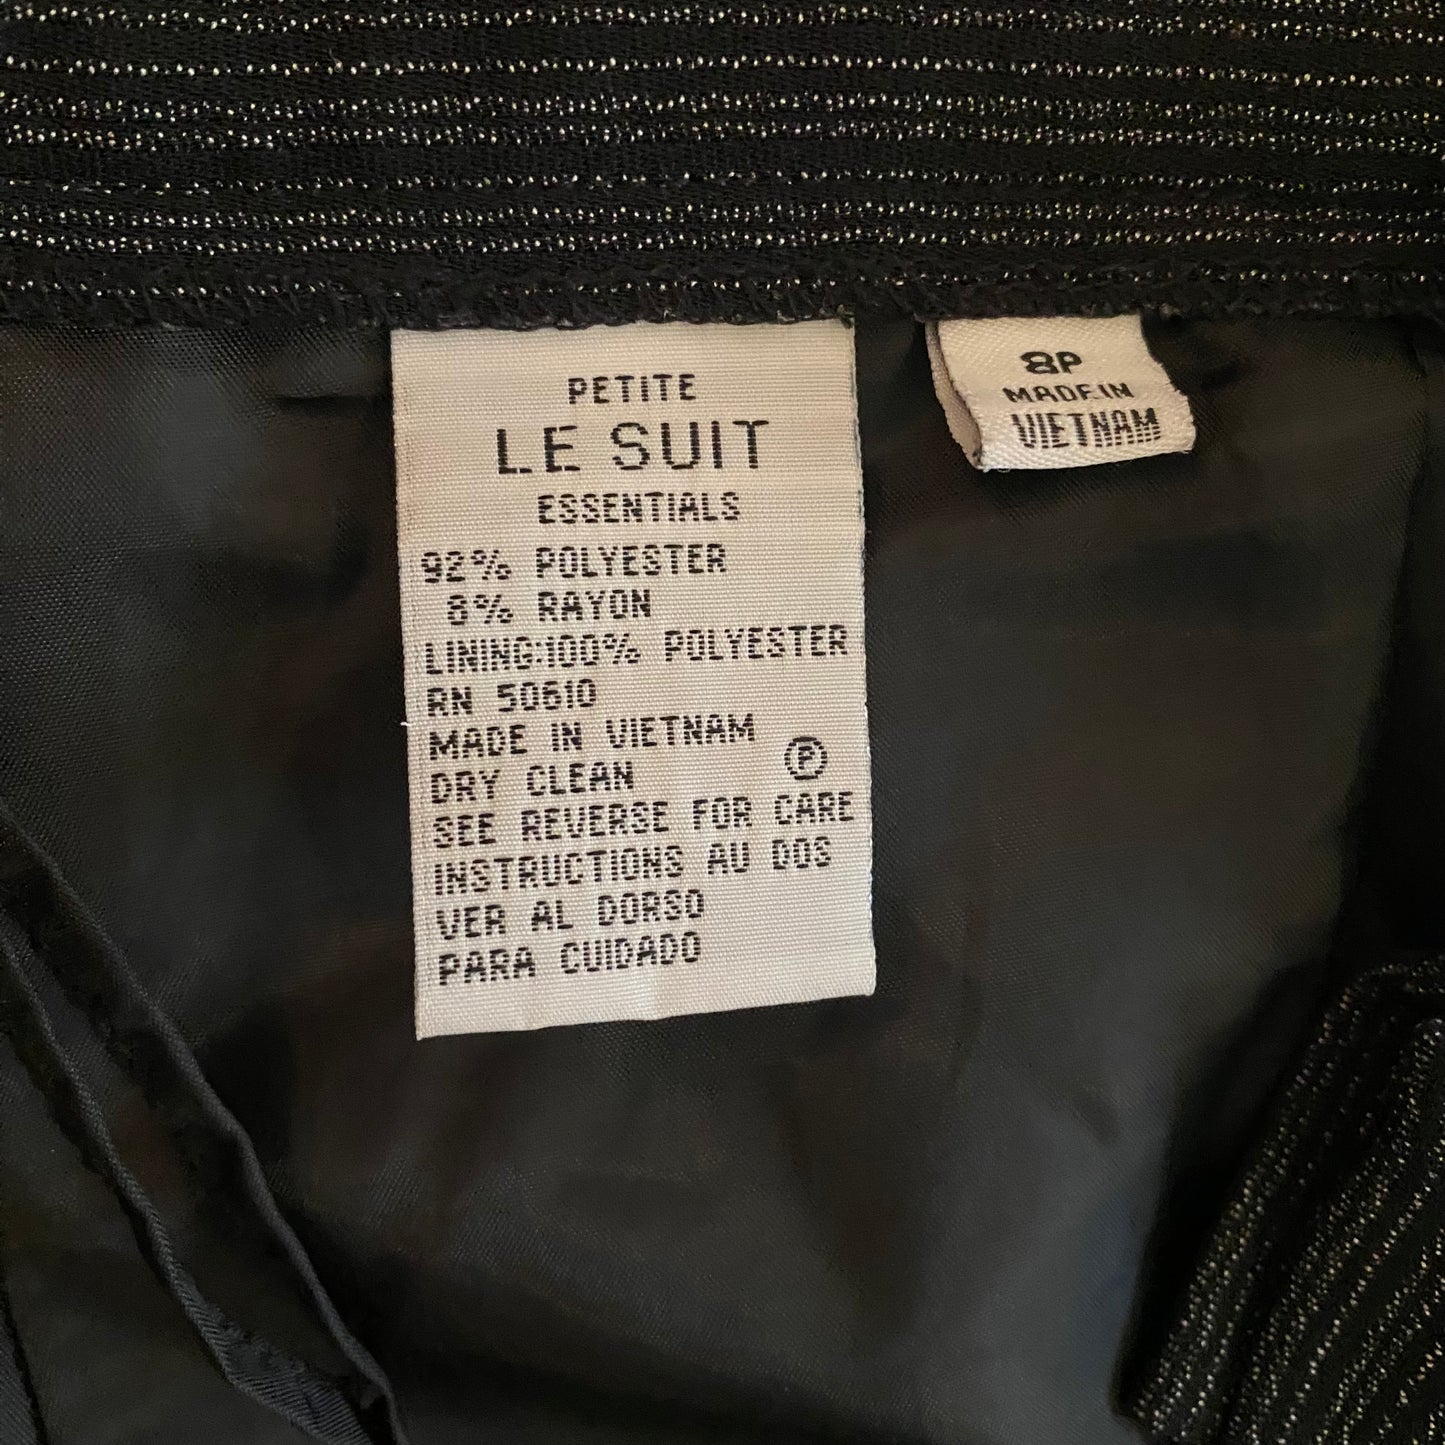 PETITE
LE SUIT
ESSENTIALS
92% POLYESTER
8% RAYON
LINING:100% POLYESTER
RN 50610
MADE IN VIETNAM
DRY CLEAN Ⓟ
SEE REVERSE FOR CARE
INSTRUCTIONS AU DOS
VER AL DORSO
PARA CUIDADO
8P
MADE IN
VIETNAM